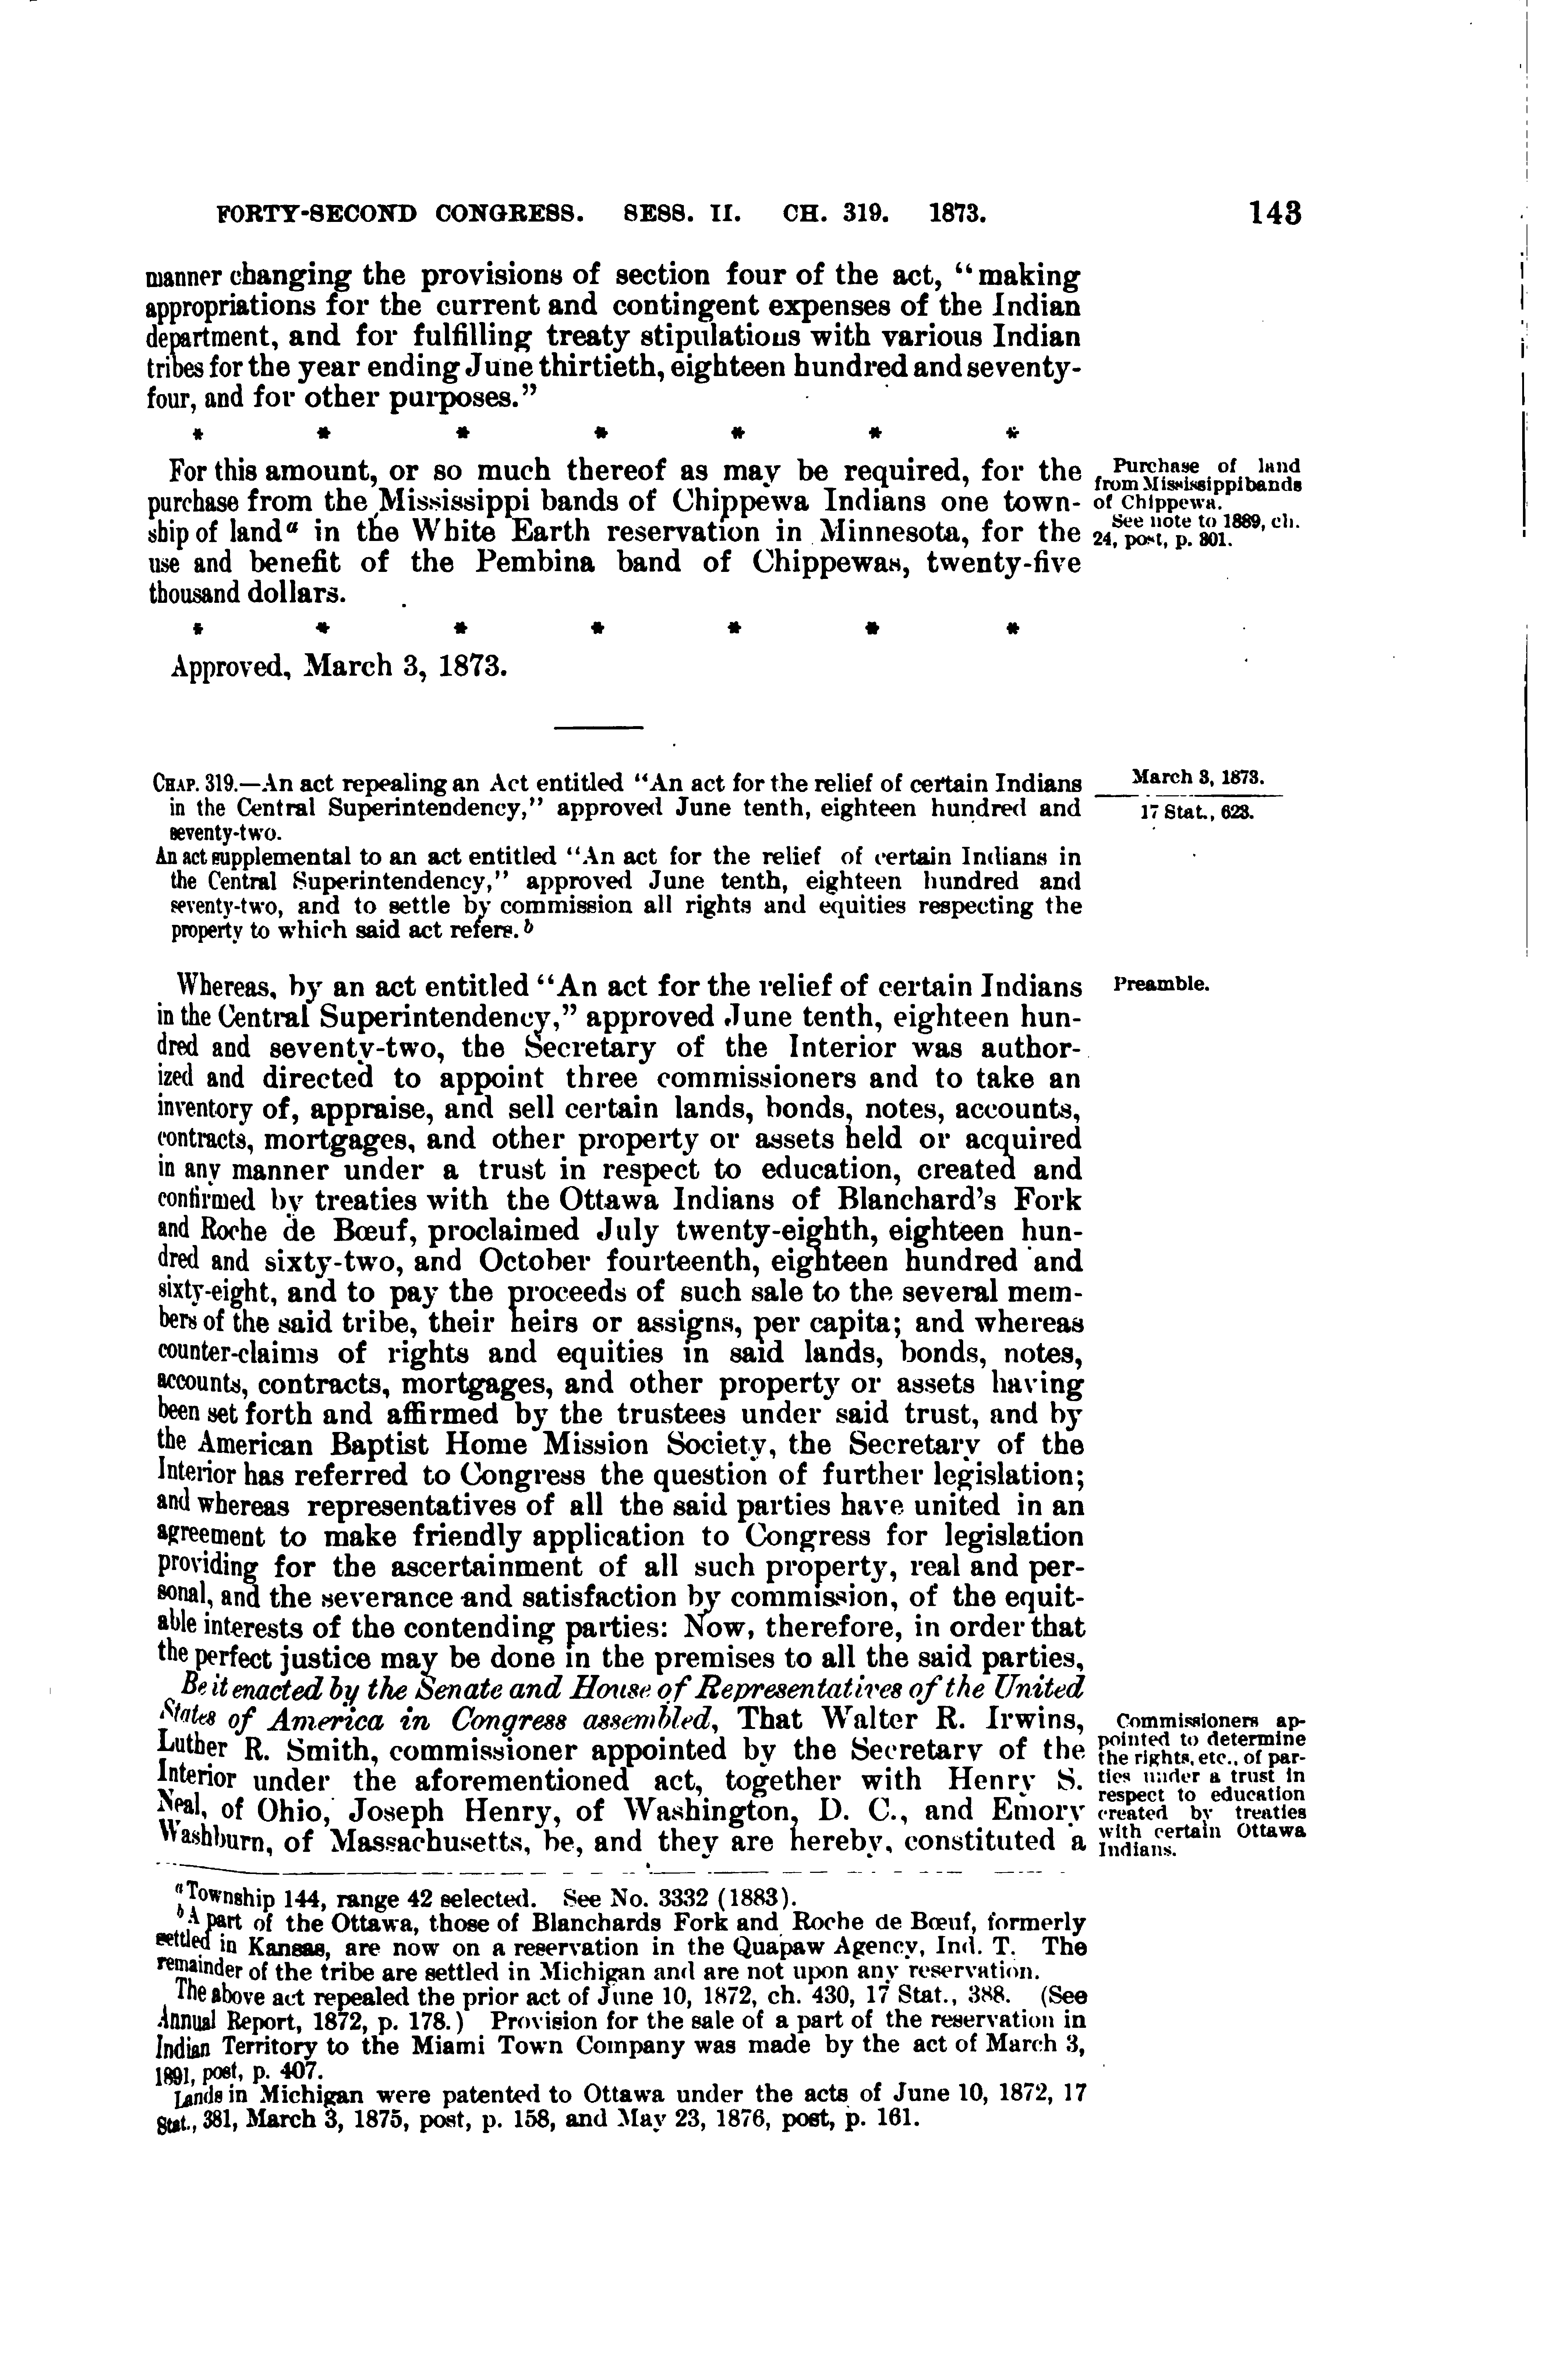 FORTY-SECOND CONGRESS. SESS. II. CH. 319. 1873. 143
manner changing the provisions of section four of the act, “making
appropriations for the current and contingent expenses of the Indian
department, and for fulfilling treaty stipulations with various Indian
tribes for the year ending June thirtieth, eighteen hundred and seventy-
four, and for other purposes.”
* * * * * * *
For this amount, or so much thereof as may be required, for the
purchase from the Mississippi bands of Chippewa Indians one town-
ship of land a in the White Earth reservation in Minnesota, for the
use and benefit of the Pembina band of Chippewas, twenty-five
thousand dollars.
Purchase of land
from Mississippi bands
of Chippewa.
See note to 1889, ch.
24, post, p. 301.
* * * * * * *
Approved, March 3, 1873.
CHAP. 319.—An act repealing an Act entitled “An act for the relief of certain Indians
in the Central Superintendency,” approved June tenth, eighteen hundred and
seventy-two.
An act supplemental to an act entitled “An act for the relief of certain Indians in
the Central Superintendency,” approved June tenth, eighteen hundred and
seventy-two, and to settle by commission all rights and equities respecting the
property to which said act refers. b
March 3, 1873.
17 Stat., 623.
Whereas, by an act entitled “An act for the relief of certain Indians
in the Central Superintendency,” approved June tenth, eighteen hun-
dred and seventy-two, the Secretary of the Interior was author-
ized and directed to appoint three commissioners and to take an
inventory of, appraise, and sell certain lands, bonds, notes, accounts,
contracts, mortgages, and other property or assets held or acquired
in any manner under a trust in respect to education, created and
confirmed by treaties with the Ottawa Indians of Blanchard's Fork
and Roche de Bœuf, proclaimed July twenty-eighth, eighteen hun-
dred and sixty-two, and October fourteenth, eighteen hundred and
sixty-eight, and to pay the proceeds of such sale to the several mem-
bers of the said tribe, their heirs or assigns, per capita; and whereas
counter-claims of rights and equities in said lands, bonds, notes,
accounts, contracts, mortgages, and other property or assets having
been set forth and affirmed by the trustees under said trust, and by
the American Baptist Home Mission Society, the Secretary of the
Interior has referred to Congress the question of further legislation;
and whereas representatives of all the said parties have united in an
agreement to make friendly application to Congress for legislation
providing for the ascertainment of all such property, real and per-
sonal, and the severance and satisfaction by commission, of the equit-
able interests of the contending parties: Now, therefore, in order that
the perfect justice may be done in the premises to all the said parties,
Preamble.
Be it enacted by the Senate and House of Representatives of the United
States of America in Congress assembled, That Walter R. Irwins,
Luther R. Smith, commissioner appointed by the Secretary of the
Interior under the aforementioned act, together with Henry S.
Neal, of Ohio, Joseph Henry, of Washington, D. C., and Emory
Washburn, of Massachusetts, be, and they are hereby, constituted a
Commissioners ap-
pointed to determine
the rights, etc., of par-
ties under a trust in
respect to education
created by treaties
with certain Ottawa
Indians.
a Township 144, range 42 selected. See No. 3332 (1883).
b A part of the Ottawa, those of Blanchards Fork and Roche de Bœuf, formerly
settled in Kansas, are now on a reservation in the Quapaw Agency, Ind. T. The
remainder of the tribe are settled in Michigan and are not upon any reservation.
The above act repealed the prior act of June 10, 1872, ch. 430, 17 Stat., 388. (See
Annual Report, 1872, p. 178.) Provision for the sale of a part of the reservation in
Indian Territory to the Miami Town Company was made by the act of March 3,
1891, post, p. 407.
Lands in Michigan were patented to Ottawa under the acts of June 10, 1872, 17
Stat., 381, March 3, 1875, post, p. 158, and May 23, 1876, post, p. 161.